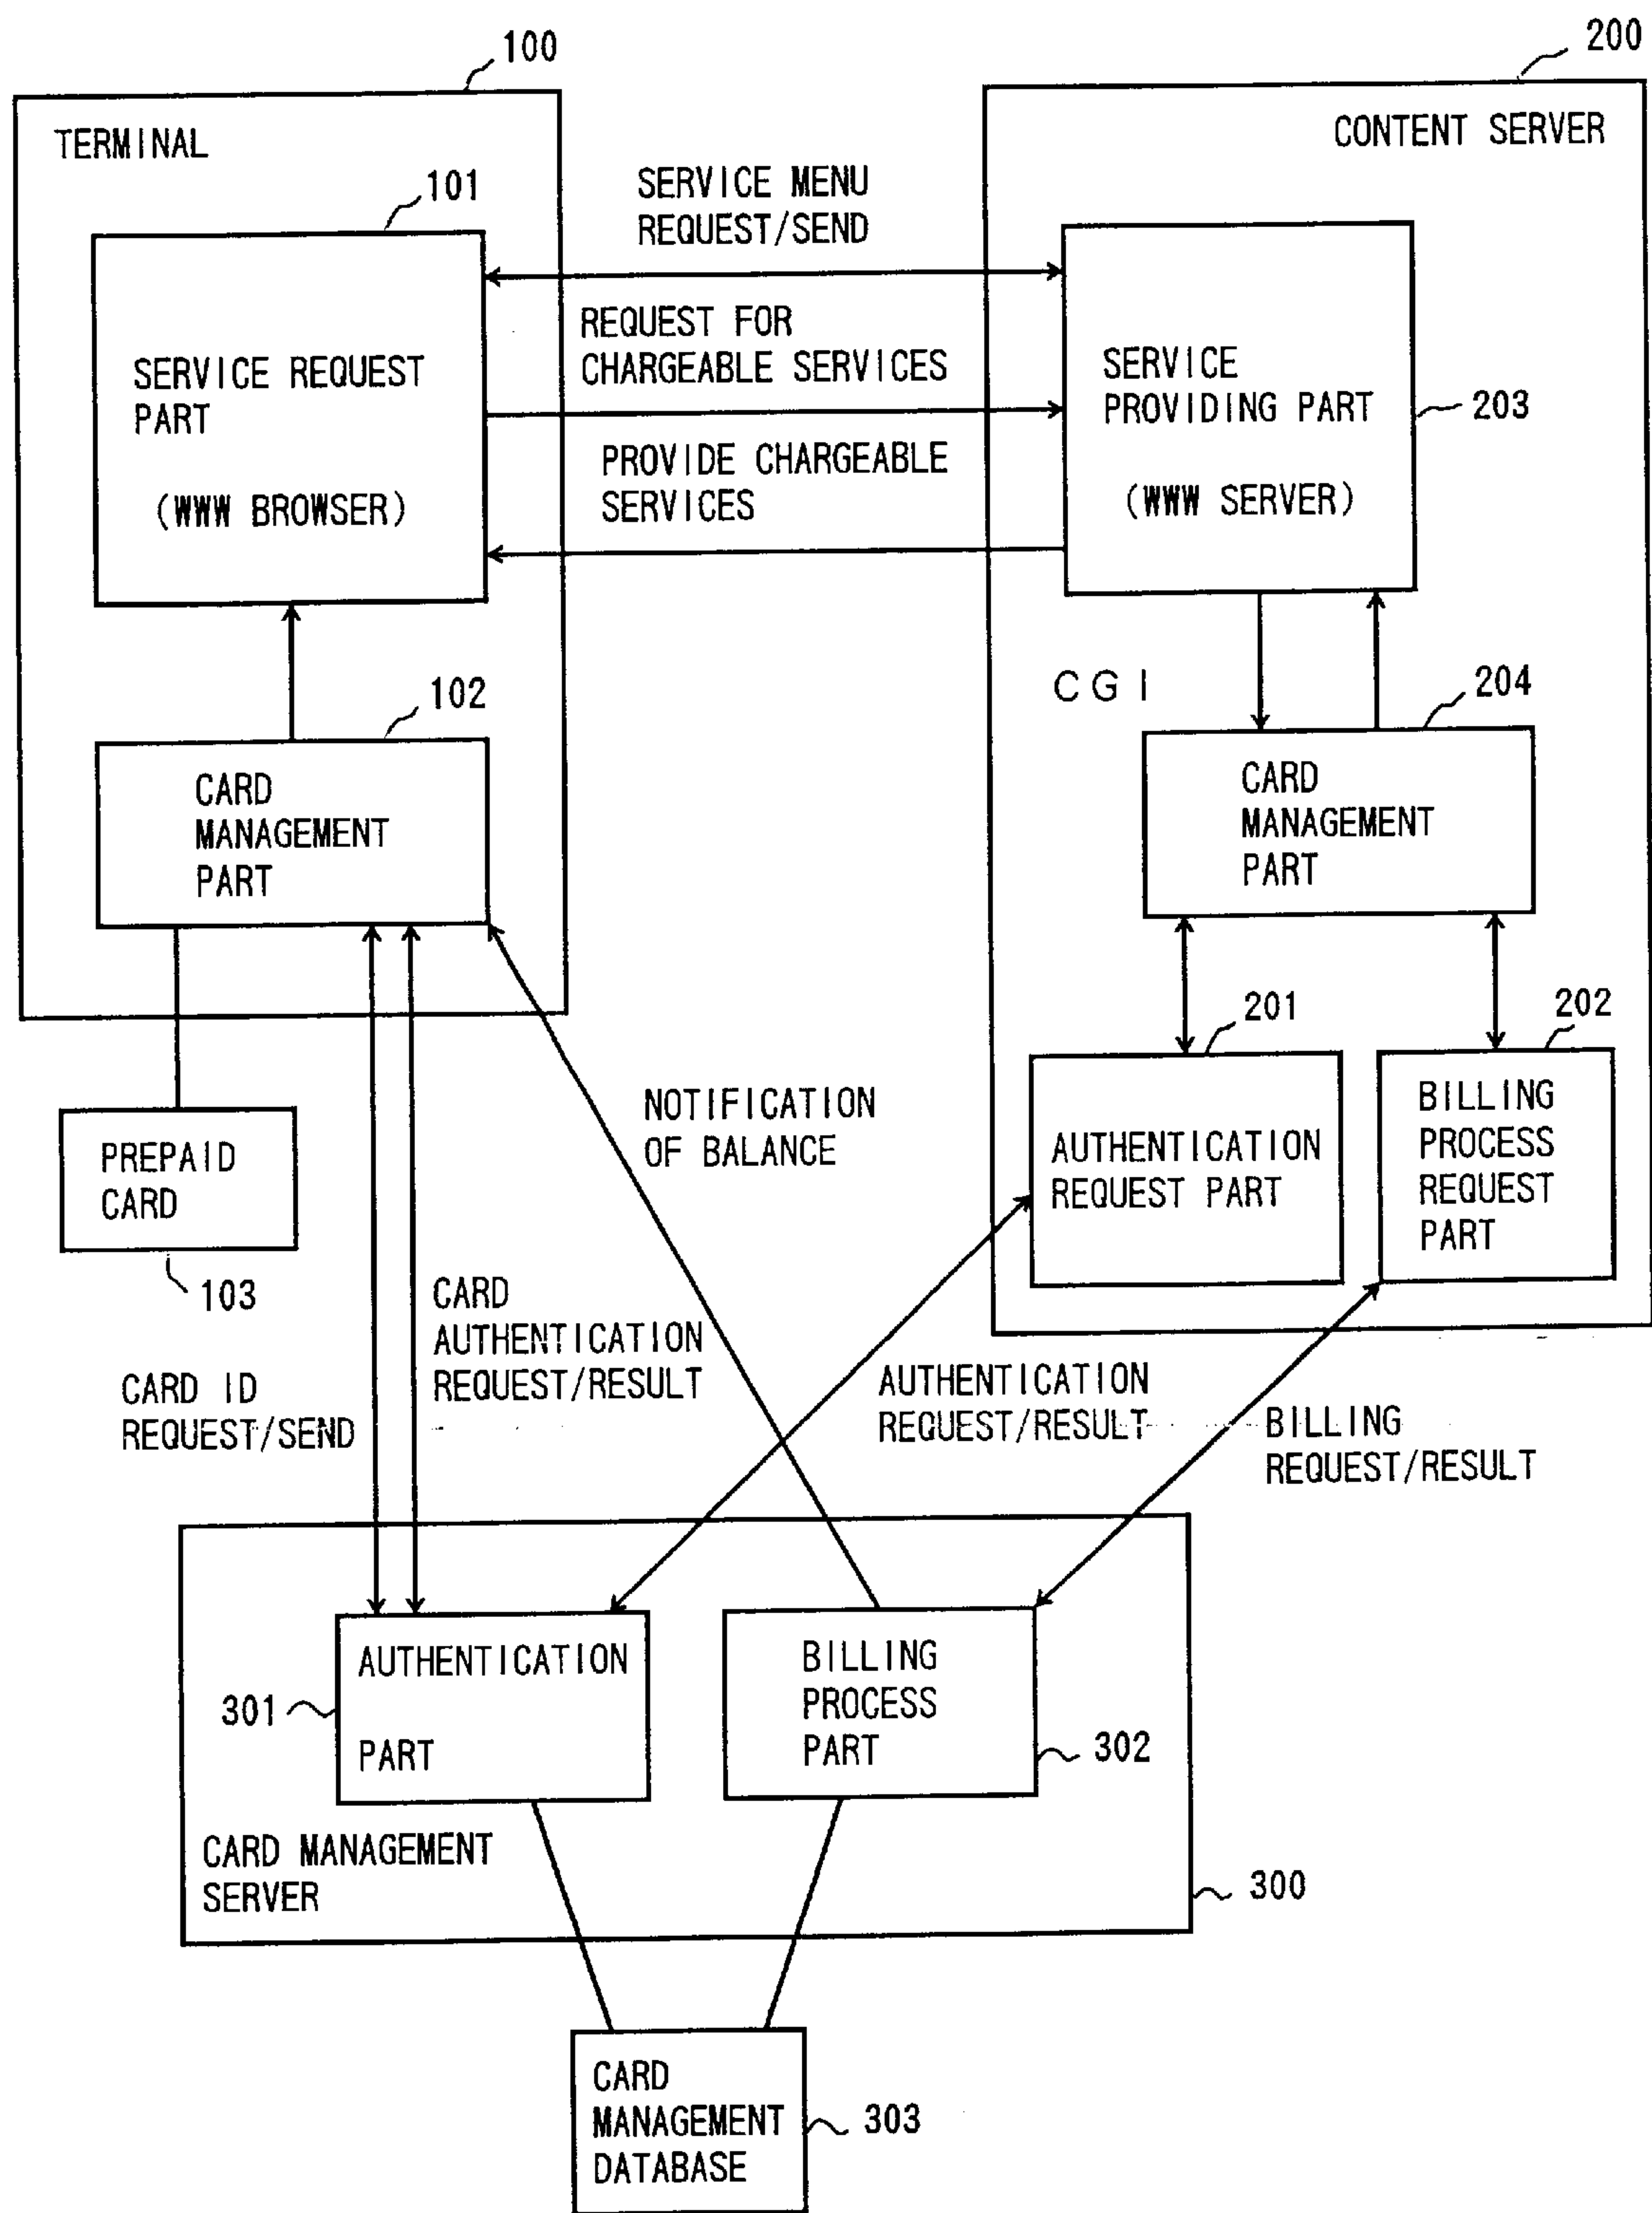 100
200
TERMINAL
CONTENT SERVER
101
SERVICE MENU
REQUEST/SEND
SERVICE REQUEST
PART
(WWW BROWSER)
REQUEST FOR
CHARGEABLE SERVICES
SERVICE
PROVIDING PART
(WWW SERVER)
203
PROVIDE CHARGEABLE
SERVICES
CGI
102
204
CARD
MANAGEMENT
PART
CARD
MANAGEMENT
PART
201
202
PREPAID
CARD
103
NOTIFICATION
OF BALANCE
AUTHENTICATION
REQUEST PART
BILLING
PROCESS
REQUEST
PART
CARD ID
REQUEST/SEND
CARD
AUTHENTICATION
REQUEST/RESULT
AUTHENTICATION
REQUEST/RESULT
BILLING
REQUEST/RESULT
301
AUTHENTICATION
PART
BILLING
PROCESS
PART
302
CARD MANAGEMENT
SERVER
300
CARD
MANAGEMENT
DATABASE
303